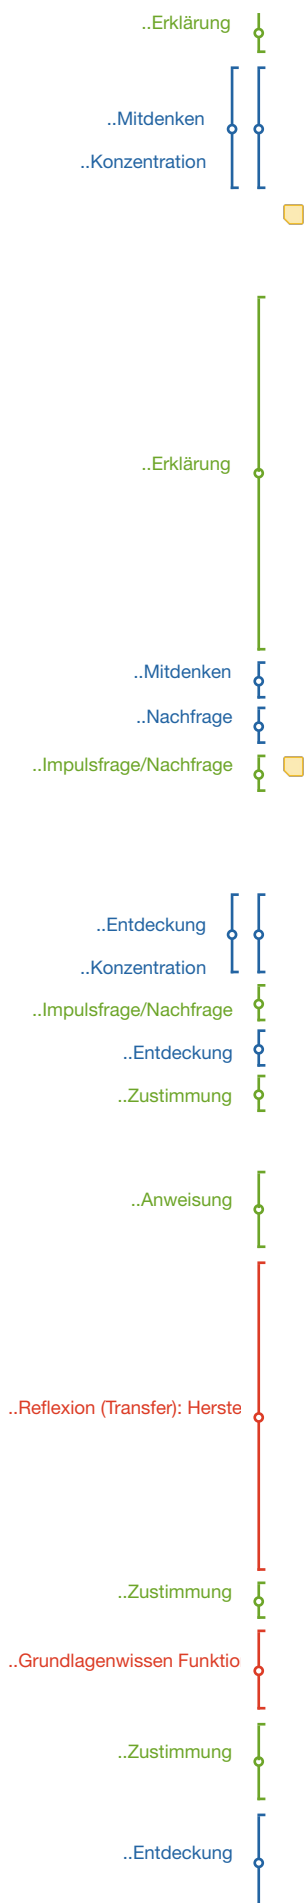 ..Erklärung
..Mitdenken
..Konzentration
..Erklärung
..Mitdenken
..Nachfrage
..Impulsfrage/Nachfrage
..Entdeckung
..Konzentration
..Impulsfrage/Nachfrage
..Entdeckung
..Zustimmung
..Anweisung
..Reflexion (Transfer): Herste
..Zustimmung
..Grundlagenwissen Funktio
..Zustimmung
..Entdeckung